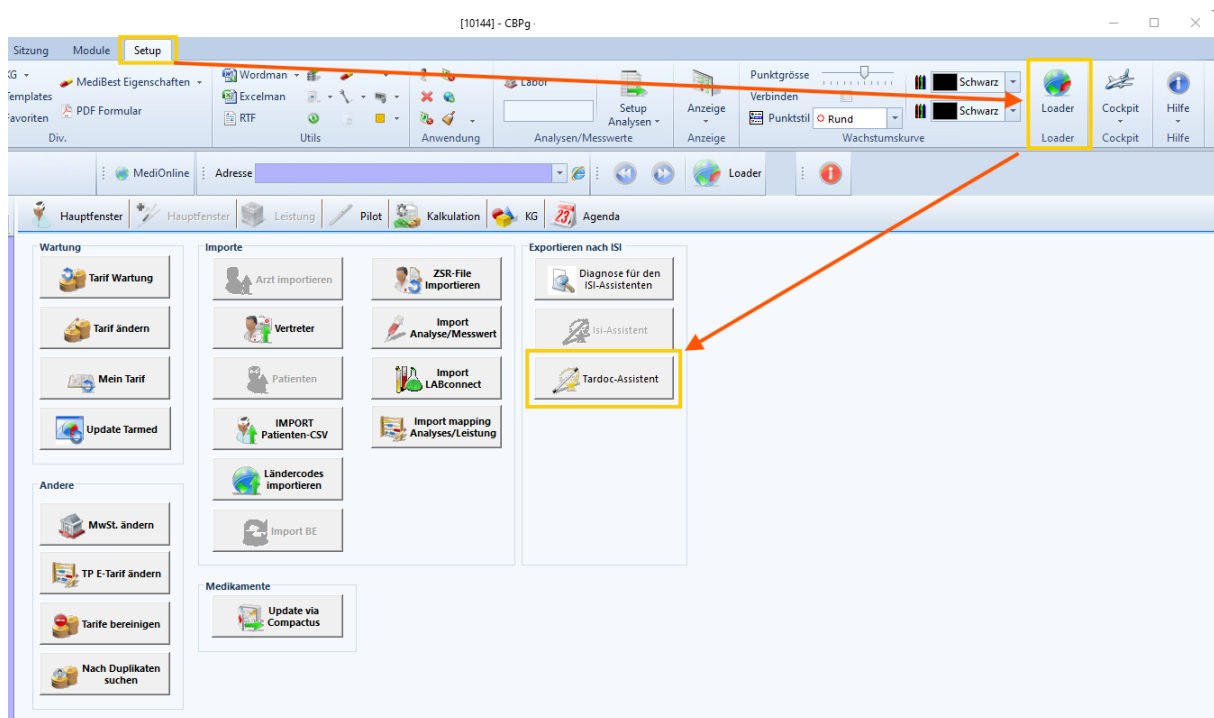 [10144] - CBPg
Sitzung Module Setup
KG
MediBest Eigenschaften
Templates
PDF Formular
Favoriten
Div.
Wordman
Excelman
RTF
Utils
Anwendung
Labor
Setup
Analysen
Analysen/Messwerte
Anzeige
Anzeige
Punktgrösse
Verbinden
Punktstil Rund
Schwarz
Schwarz
Wachstumskurve
Loader
Loader
Cockpit
Cockpit
Hilfe
Hilfe
MediOnline Adresse Loader
Hauptfenster Hauptfenster Leistung Pilot Kalkulation KG 23 Agenda
Wartung
Tarif Wartung
Tarif ändern
Mein Tarif
Update Tarmed
Andere
MwSt. ändern
TP E-Tarif ändern
Tarife bereinigen
Nach Duplikaten
suchen
Importe
Arzt importieren
Vertreter
Patienten
IMPORT
Patienten-CSV
Ländercodes
importieren
Import BE
ZSR-File
Importieren
Import
Analyse/Messwert
Import
LABconnect
Import mapping
Analyses/Leistung
Medikamente
Update via
Compactus
Exportieren nach ISI
Diagnose für den
ISI-Assistenten
Isi-Assistent
Tardoc-Assistent